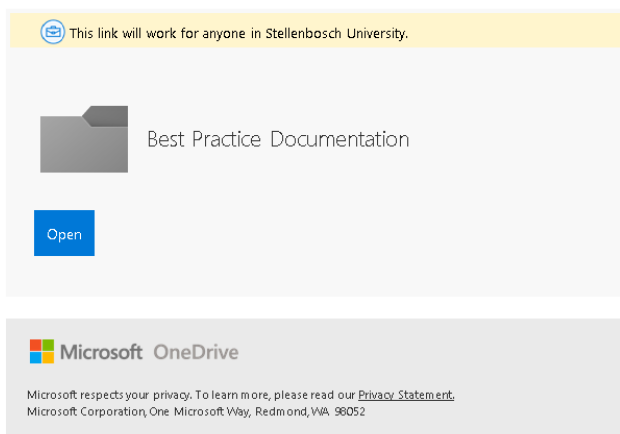 This link will work for anyone in Stellenbosch University.
Best Practice Documentation
Open
Microsoft OneDrive
Microsoft respects your privacy. To learn more, please read our Privacy Statement.
Microsoft Corporation, One Microsoft Way, Redmond, WA 98052